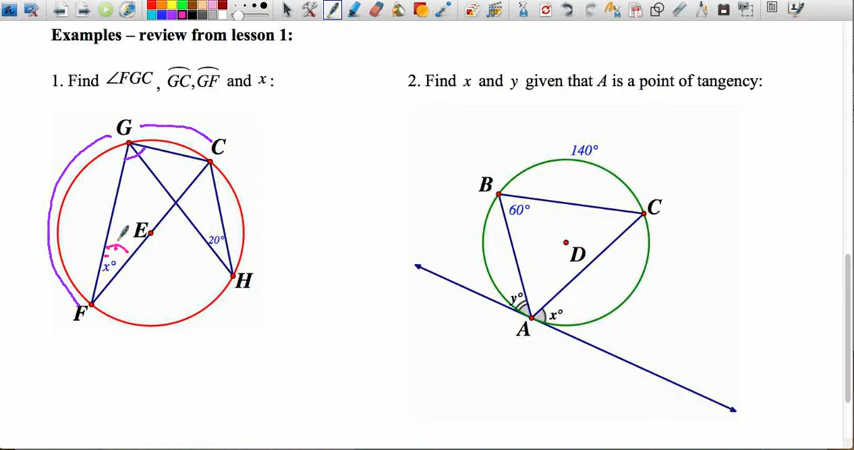 Examples – review from lesson 1:
1. Find ∠FGC, GC, GF and x:
2. Find x and y given that A is a point of tangency:
G
C
E
20°
x°
H
F
140°
B
60°
C
D
y°
x°
A